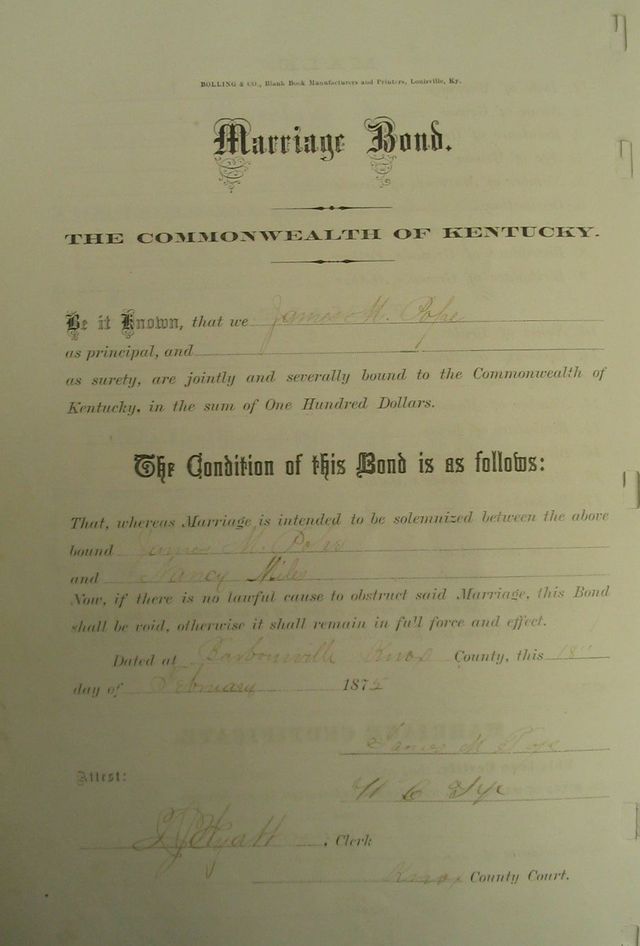 BOLLING & CO., Blank Book Manufacturers and Printers, Louisville, Ky.
Marriage Bond.
THE COMMONWEALTH OF KENTUCKY.
Be it Known, that we James M. Pope
as principal, and
as surety, are jointly and severally bound to the Commonwealth of
Kentucky, in the sum of One Hundred Dollars.
The Condition of this Bond is as follows:
That, whereas Marriage is intended to be solemnized between the above
bound James M. Pope
and Nancy Miles
Now, if there is no lawful cause to obstruct said Marriage, this Bond
shall be void, otherwise it shall remain in full force and effect.
Dated at Barbourville Knox County, this 18"
day of February 1875
James M Pope
Attest:
Hyatt, Clerk
Knox County Court.